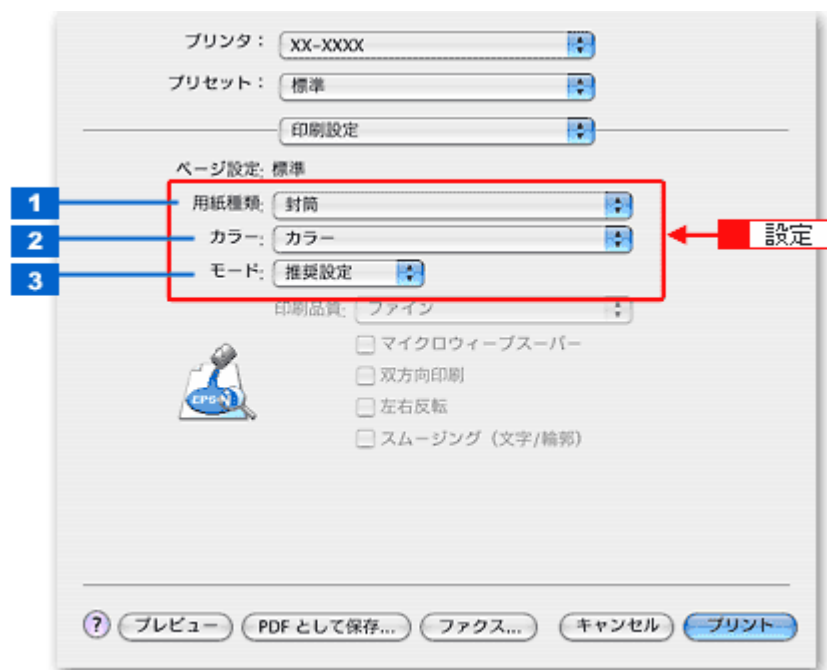 プリンタ： XX-XXXX
プリセット： 標準
印刷設定
ページ設定: 標準
1 用紙種類: 封筒
2 カラー: カラー 設定
3 モード: 推奨設定
印刷品質: ファイン
マイクロウィーブスーパー
双方向印刷
左右反転
EPSON
スムージング（文字/輪郭）
? プレビュー PDF として保存... ファクス... キャンセル プリント